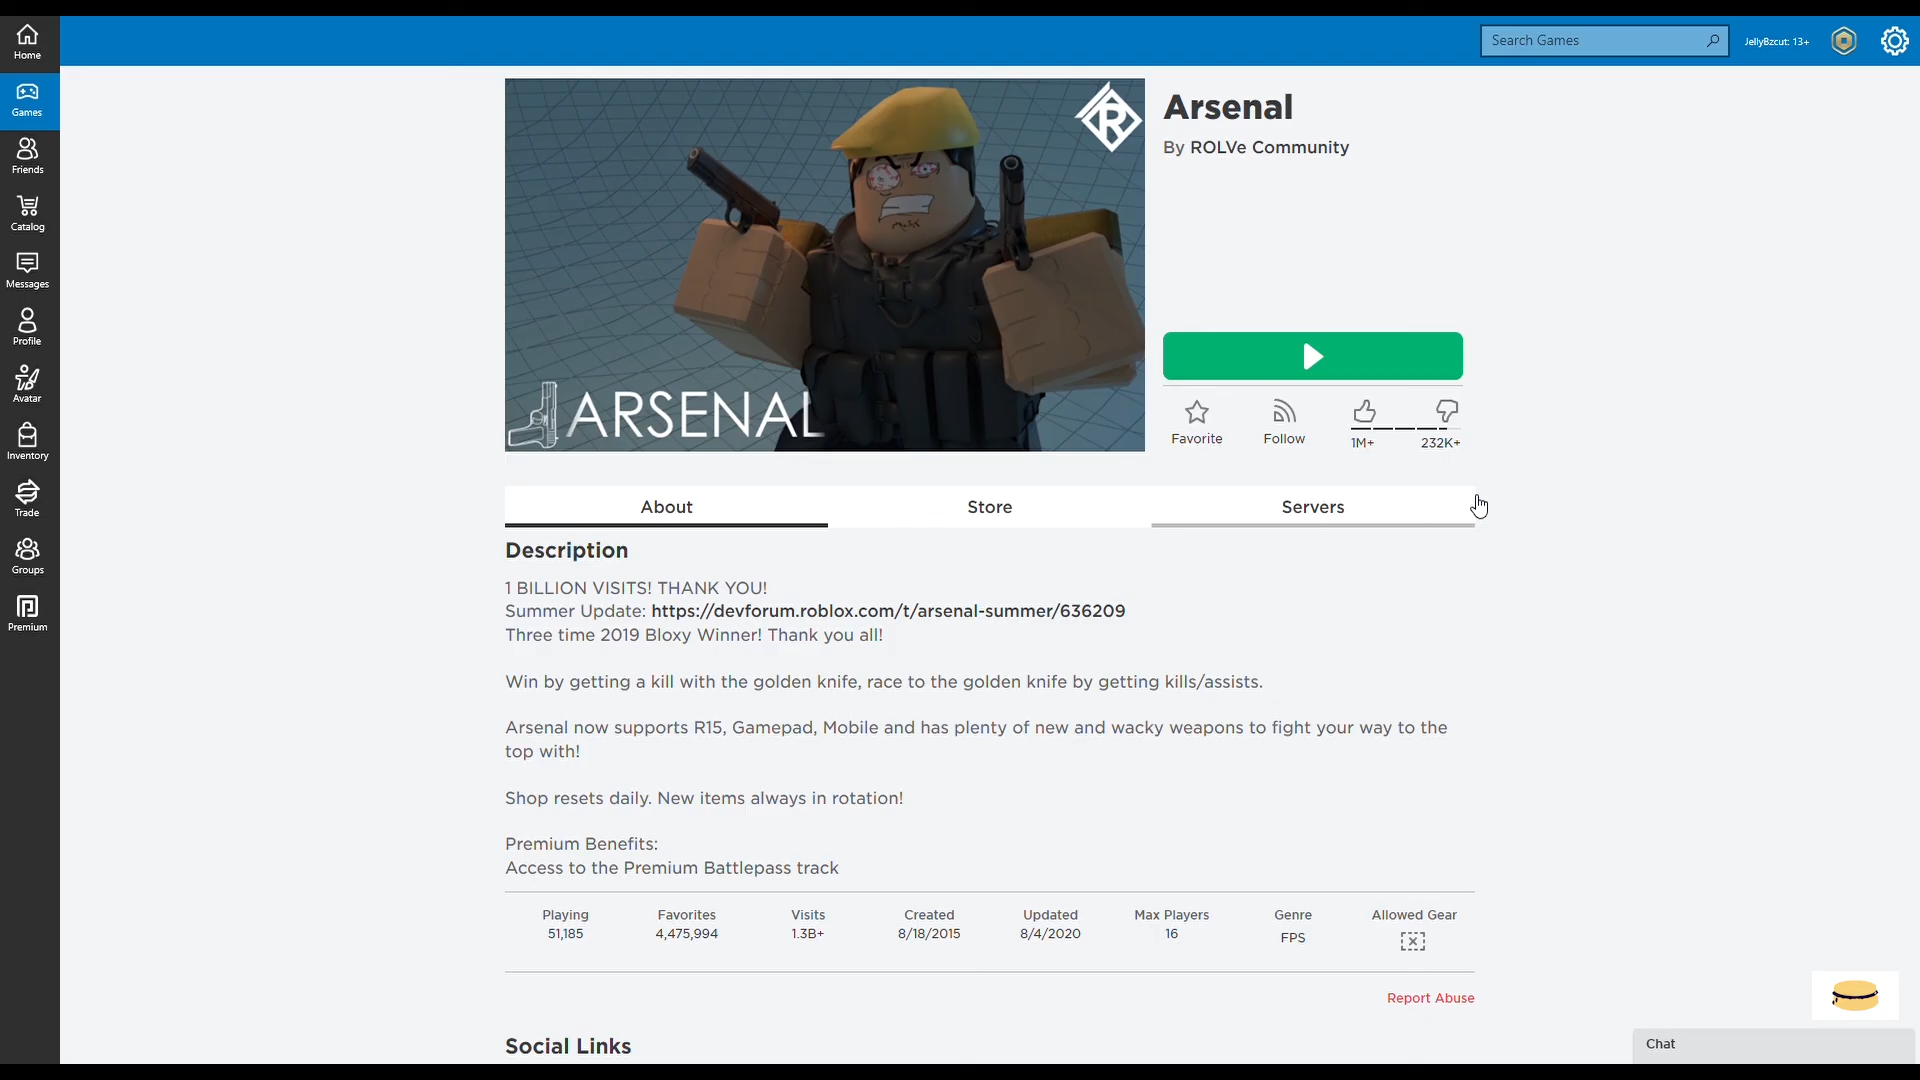 Home
Games
Friends
Catalog
Messages
Profile
Avatar
Inventory
Trade
Groups
Premium
Search Games
JellyBzcut: 13+
R
ARSENAL
Arsenal
By ROLVe Community
Favorite
Follow
1M+
232K+
About
Store
Servers
Description
1 BILLION VISITS! THANK YOU!
Summer Update: https://devforum.roblox.com/t/arsenal-summer/636209
Three time 2019 Bloxy Winner! Thank you all!
Win by getting a kill with the golden knife, race to the golden knife by getting kills/assists.
Arsenal now supports R15, Gamepad, Mobile and has plenty of new and wacky weapons to fight your way to the
top with!
Shop resets daily. New items always in rotation!
Premium Benefits:
Access to the Premium Battlepass track
Playing Favorites Visits Created Updated Max Players Genre Allowed Gear
51,185 4,475,994 1.3B+ 8/18/2015 8/4/2020 16 FPS
Report Abuse
Social Links
Chat